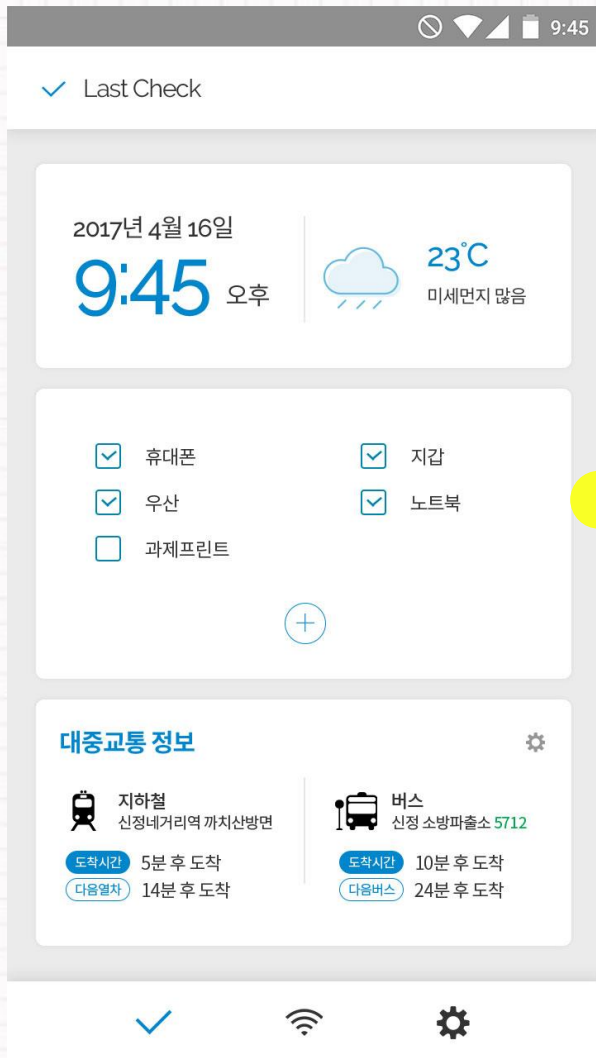 9:45
Last Check
2017년 4월 16일
9:45 오후
23°C
미세먼지 많음
휴대폰
지갑
우산
노트북
과제프린트
대중교통 정보
지하철
신정네거리역 까치산방면
도착시간 5분 후 도착
다음열차 14분 후 도착
버스
신정 소방파출소 5712
도착시간 10분 후 도착
다음버스 24분 후 도착